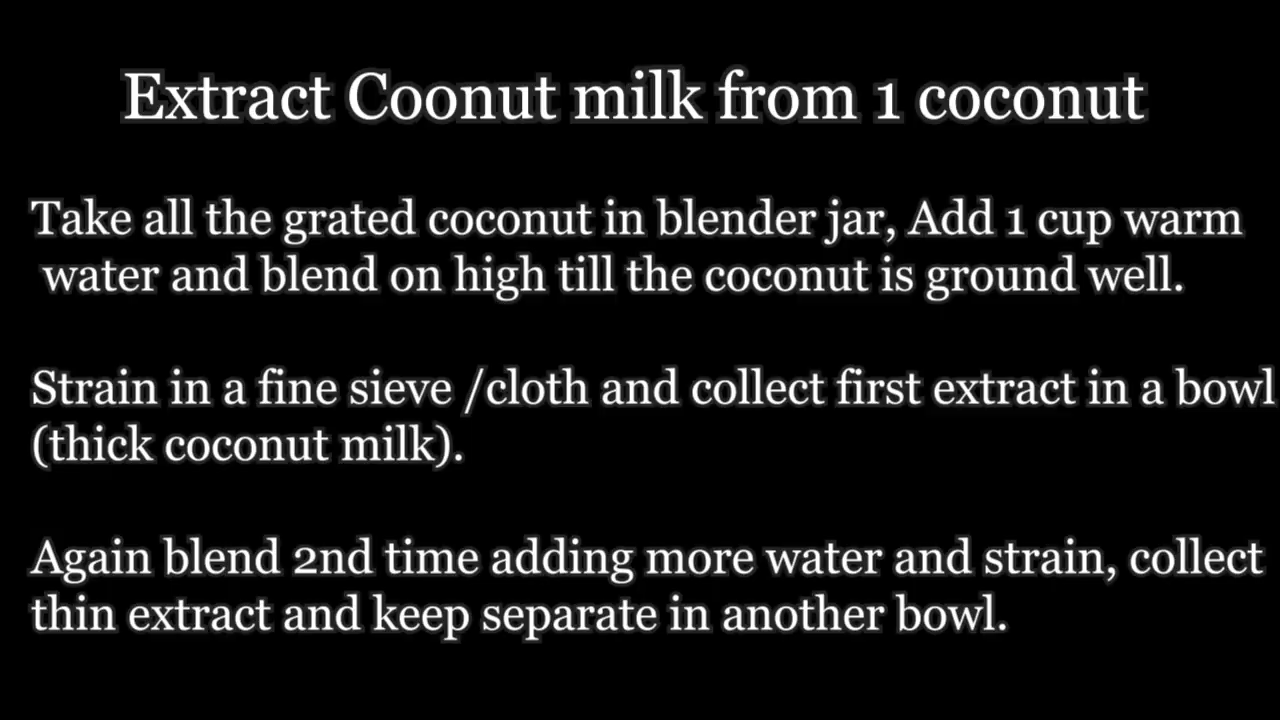 Extract Coonut milk from 1 coconut
Take all the grated coconut in blender jar, Add 1 cup warm
water and blend on high till the coconut is ground well.
Strain in a fine sieve /cloth and collect first extract in a bowl
(thick coconut milk).
Again blend 2nd time adding more water and strain, collect
thin extract and keep separate in another bowl.